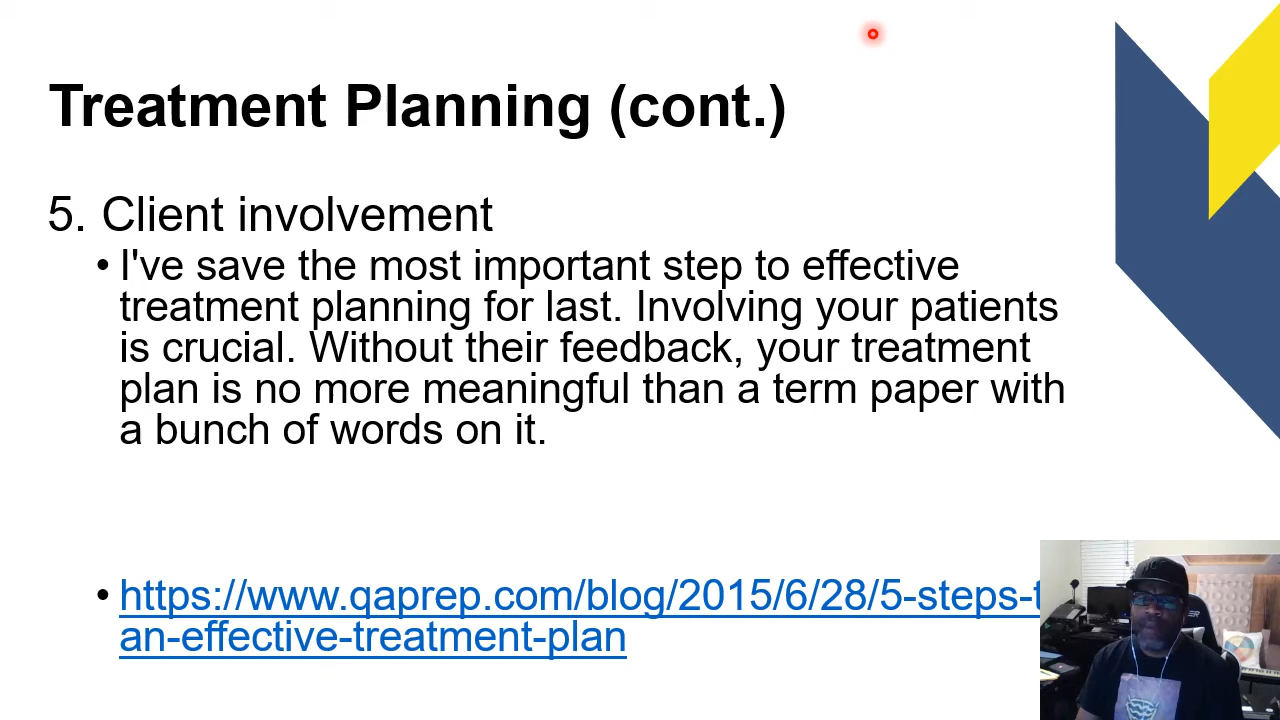 Treatment Planning (cont.)
5. Client involvement
• I've save the most important step to effective
treatment planning for last. Involving your patients
is crucial. Without their feedback, your treatment
plan is no more meaningful than a term paper with
a bunch of words on it.
• https://www.qaprep.com/blog/2015/6/28/5-steps-t
an-effective-treatment-plan